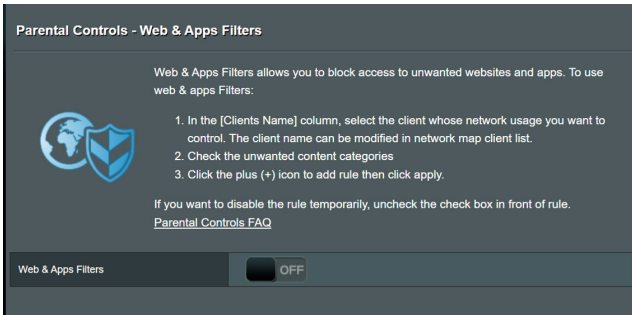 Parental Controls - Web & Apps Filters
Web & Apps Filters allows you to block access to unwanted websites and apps. To use
web & apps Filters:
1. In the [Clients Name] column, select the client whose network usage you want to
control. The client name can be modified in network map client list.
2. Check the unwanted content categories
3. Click the plus (+) icon to add rule then click apply.
If you want to disable the rule temporarily, uncheck the check box in front of rule.
Parental Controls FAQ
Web & Apps Filters
OFF